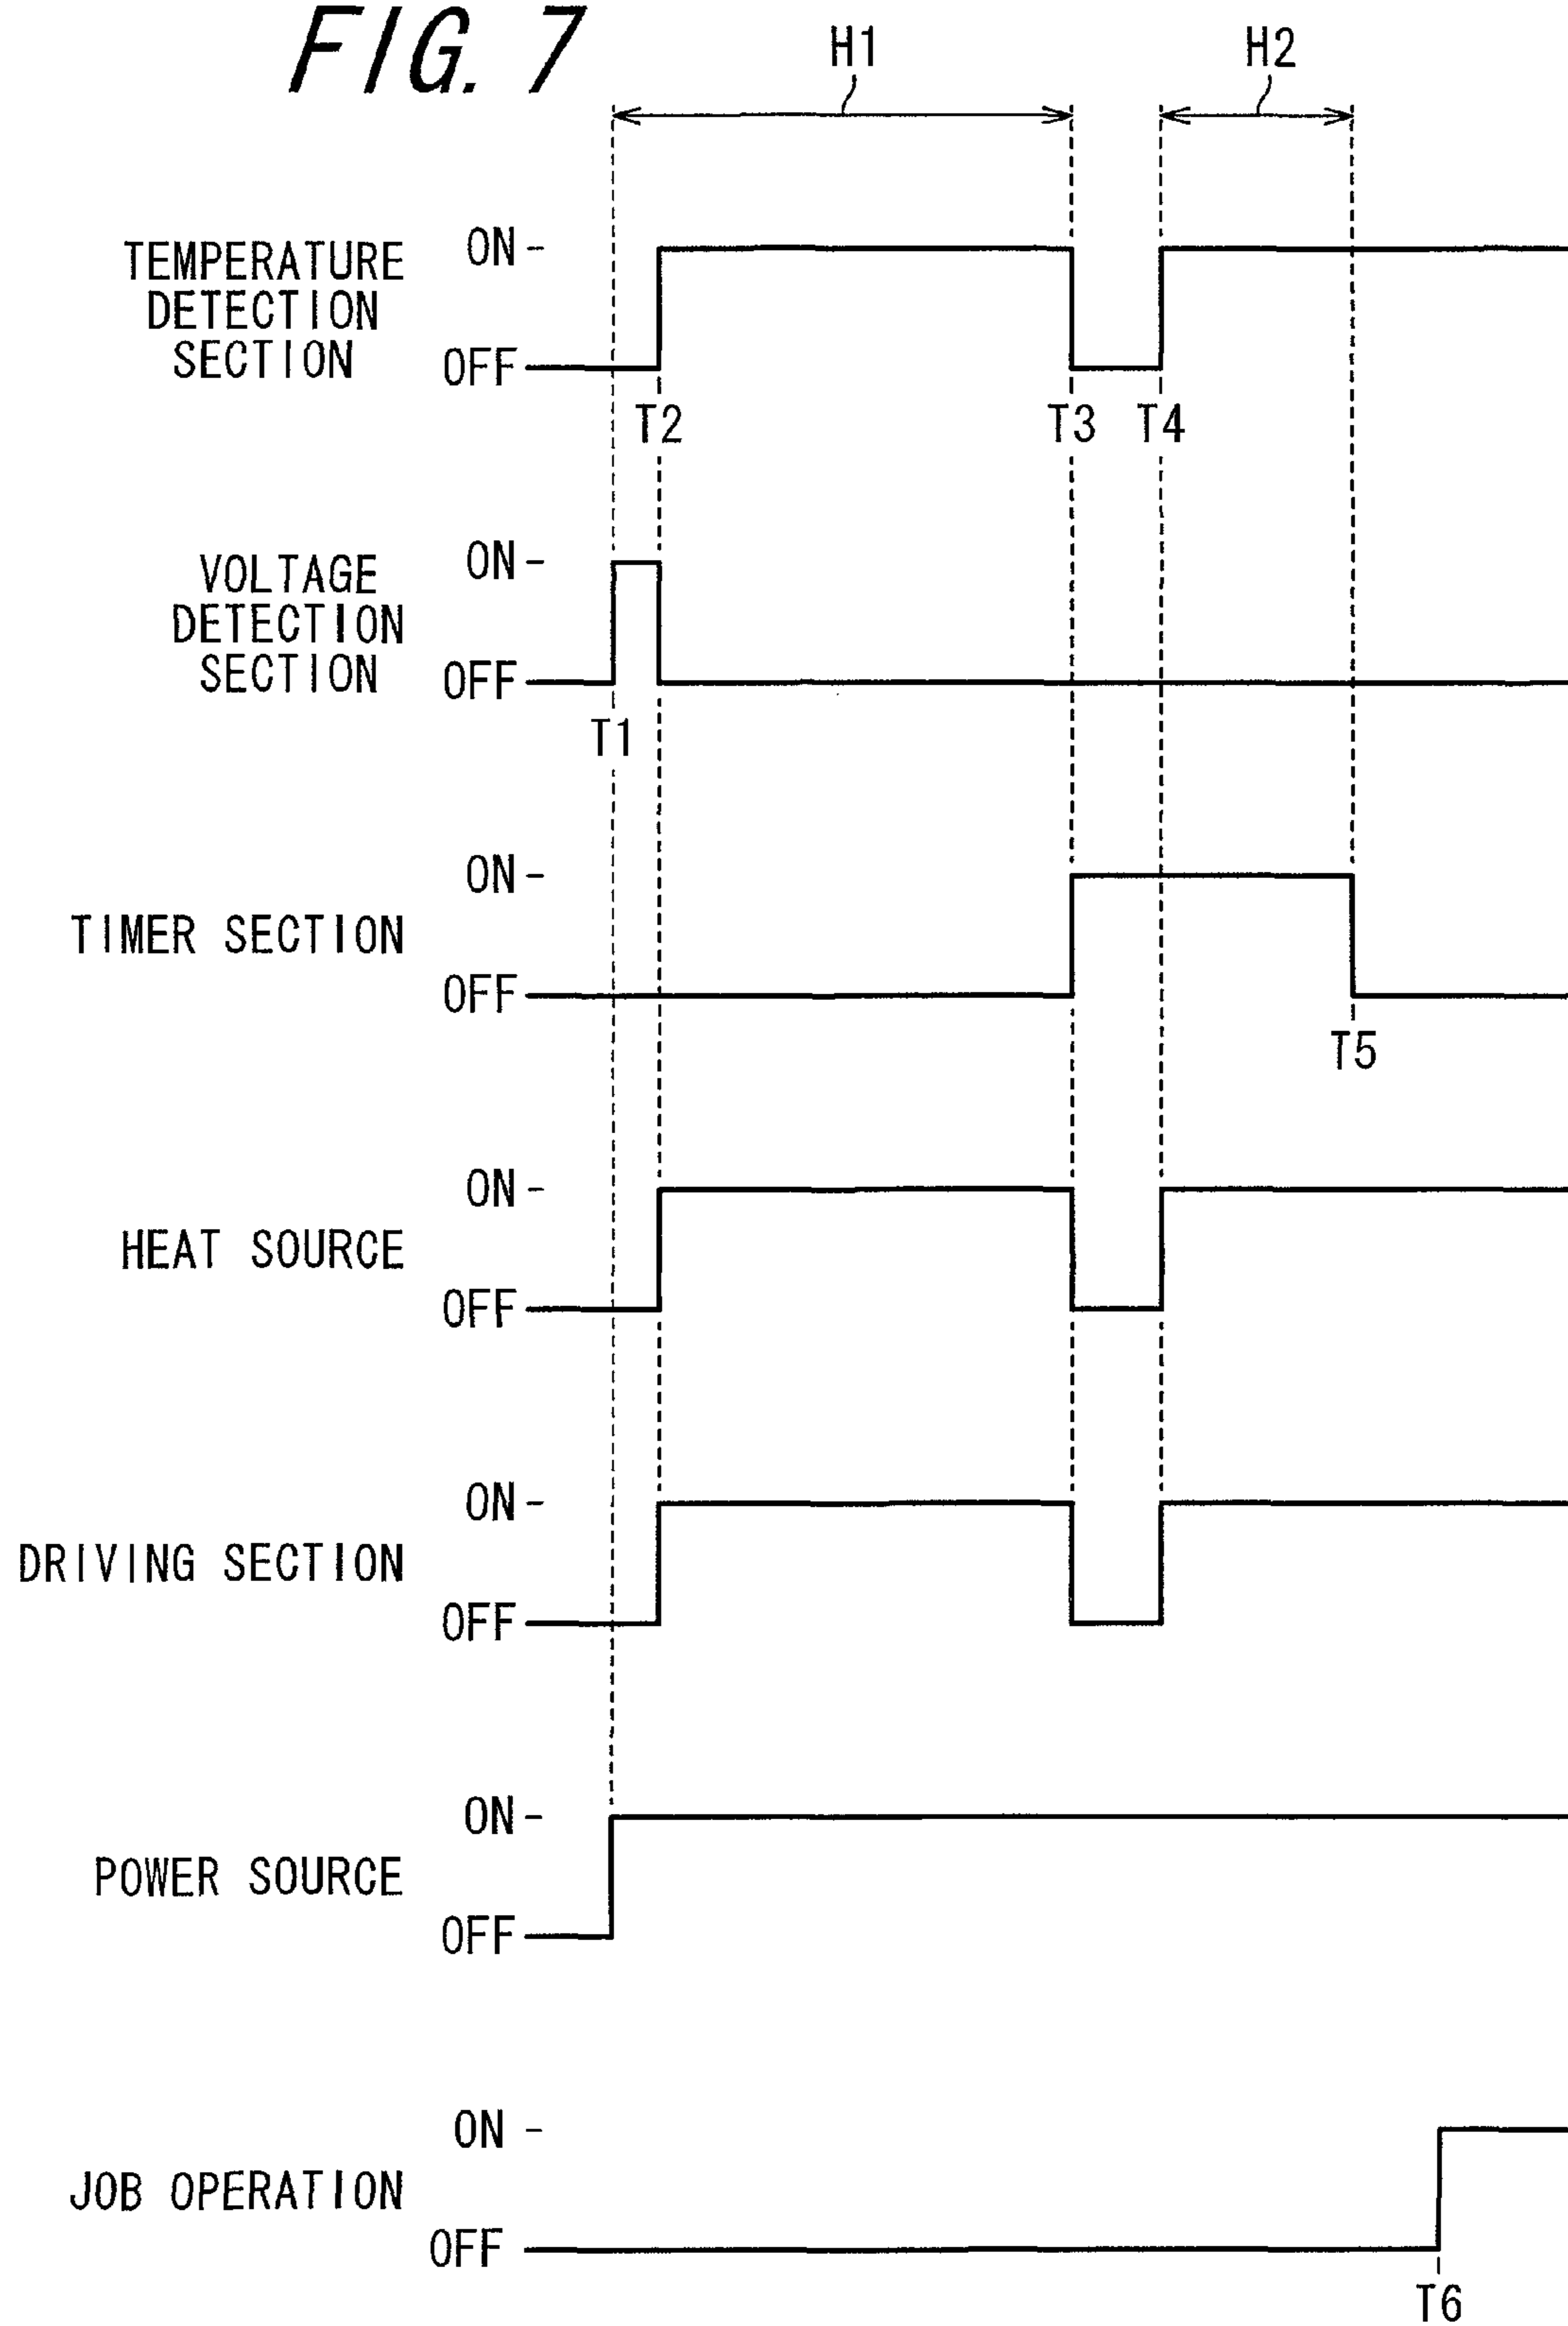 FIG. 7
H1
H2
TEMPERATURE
DETECTION
SECTION
ON
OFF
T2
T3
T4
VOLTAGE
DETECTION
SECTION
ON
OFF
T1
TIMER SECTION
ON
OFF
T5
HEAT SOURCE
ON
OFF
DRIVING SECTION
ON
OFF
POWER SOURCE
ON
OFF
JOB OPERATION
ON
OFF
T6